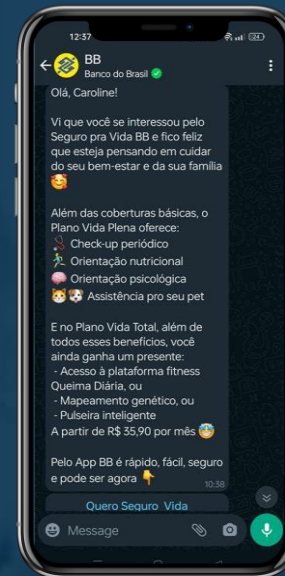 12:37
24
BB
Banco do Brasil
Olá, Caroline!
Vi que você se interessou pelo
Seguro pra Vida BB e fico feliz
que esteja pensando em cuidar
do seu bem-estar e da sua família
🥰
Além das coberturas básicas, o
Plano Vida Plena oferece:
🩺 Check-up periódico
🏃‍♂️ Orientação nutricional
🧠 Orientação psicológica
🐱🐶 Assistência pro seu pet
E no Plano Vida Total, além de
todos esses benefícios, você
ainda ganha um presente:
- Acesso à plataforma fitness
Queima Diária, ou
- Mapeamento genético, ou
- Pulseira inteligente
A partir de R$ 35,90 por mês 🤠
Pelo App BB é rápido, fácil, seguro
e pode ser agora 👇
10:38
Quero Seguro Vida
Message